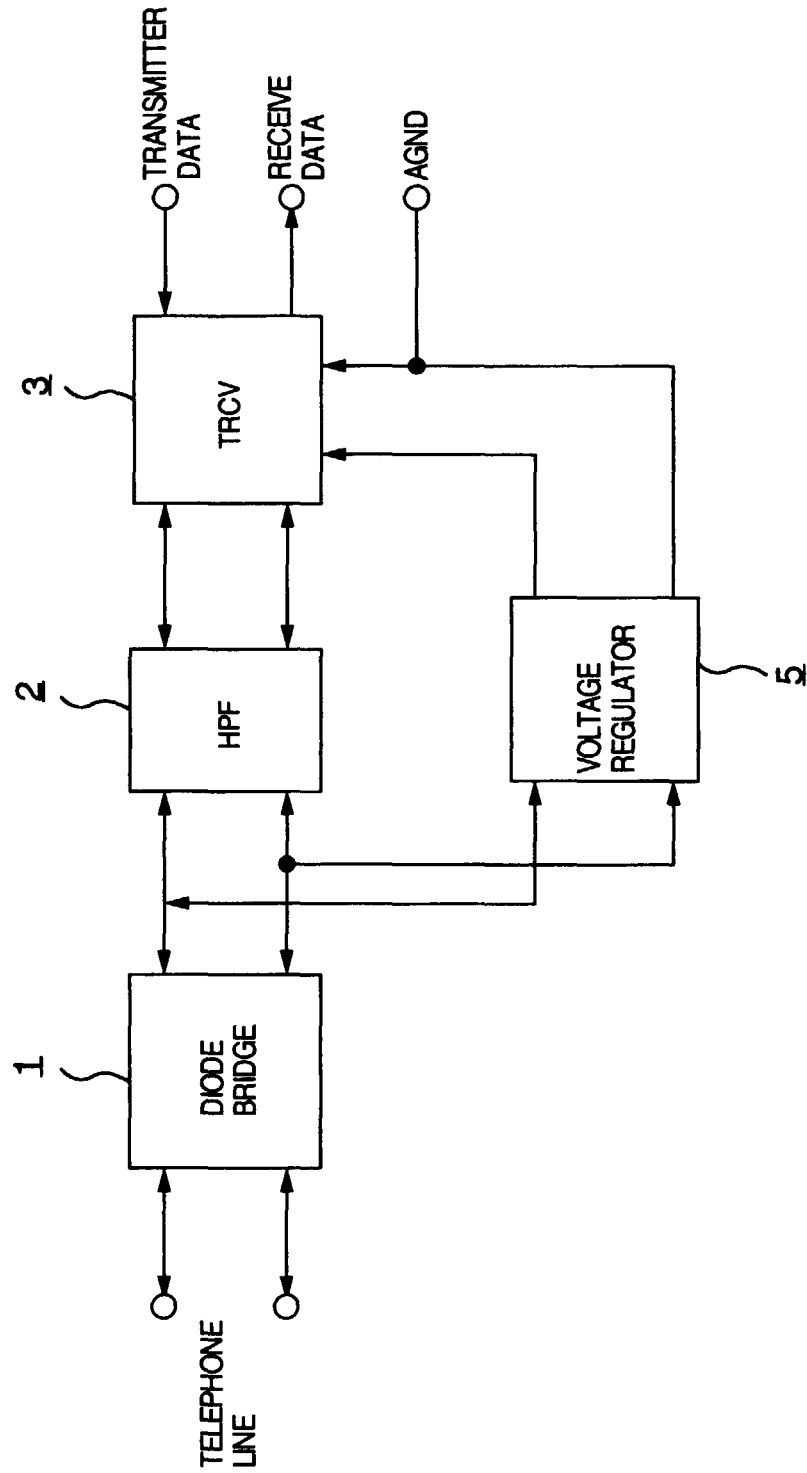 TELEPHONE
LINE
1
DIODE
BRIDGE
2
HPF
3
TRCV
TRANSMITTER
DATA
RECEIVE
DATA
AGND
VOLTAGE
REGULATOR
5